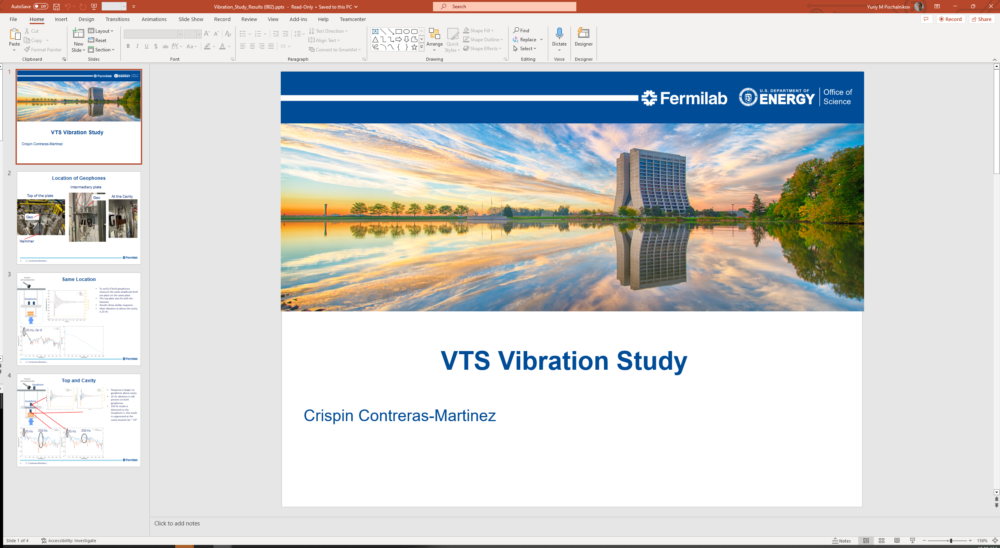 AutoSave Off
Vibration_Study_Results (002).pptx - Read-Only • Saved to this PC
Search
Yuriy M Pischalnikov
File Home Insert Design Transitions Animations Slide Show Record Review View Add-ins Help Teamcenter
Record Share
Paste
Cut
Copy
Format Painter
Clipboard
New
Slide
Layout
Reset
Section
Slides
Font
Text Direction
Align Text
Convert to SmartArt
Paragraph
Arrange
Quick
Styles
Shape Fill
Shape Outline
Shape Effects
Drawing
Find
Replace
Select
Editing
Dictate
Voice
Designer
Designer
1
Fermilab ENERGY Office of
Science
VTS Vibration Study
Crispin Contreras-Martinez
2
Location of Geophones
Intermediary plate
Top of the plate
At the Cavity
Geo
Geo
Hammer
Fermilab
2 C. Contreras-Martinez |
3
Hammer
with accelerometer
Same Location
Geophones
1 2
• To verify if both geophones
measure the same amplitude both
are place on the same plate
• The top plate was hit with the
hammer
• Results show similar response
• Main vibration at above the cavity
is 25 Hz
25 Hz, Q= 6
Fermilab
3 C. Contreras-Martinez |
4
Hammer
with accelerometer
Top and Cavity
Geophone
1
Geophone
2
Geophone
2
• Response is larger on
geophone above cavity
• 25 Hz vibration is still
present on both
geophones
• 250 Hz mode is
detected on the
Geophone 1, this mode
is suppressed at the
cavity location by ~ 10²
25 Hz 250 Hz 25 Hz 250 Hz
Fermilab
4 C. Contreras-Martinez |
Fermilab
U.S. DEPARTMENT OF
ENERGY
Office of
Science
VTS Vibration Study
Crispin Contreras-Martinez
Click to add notes
Slide 1 of 4
Accessibility: Investigate
Notes
156%